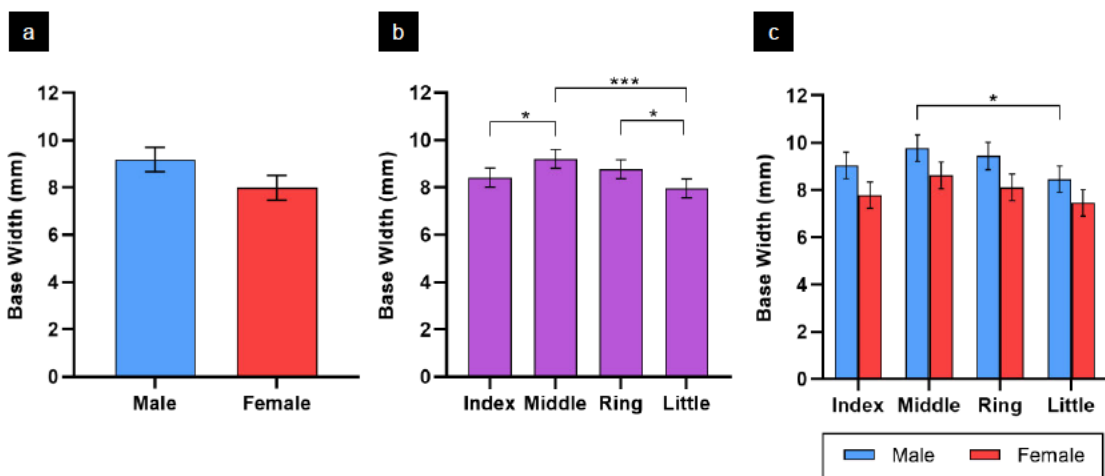 a
b
c
Base Width (mm)
12
10
8
6
4
2
0
Male
Female
Base Width (mm)
12
10
8
6
4
2
0
*
***
*
Index Middle Ring Little
Base Width (mm)
12
10
8
6
4
2
0
*
Index Middle Ring Little
Male Female